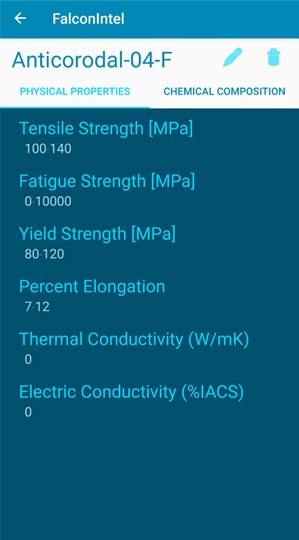 FalconIntel
Anticorodal-04-F
PHYSICAL PROPERTIES CHEMICAL COMPOSITION
Tensile Strength [MPa]
100-140
Fatigue Strength [MPa]
0-10000
Yield Strength [MPa]
80-120
Percent Elongation
7-12
Thermal Conductivity (W/mK)
0
Electric Conductivity (%IACS)
0